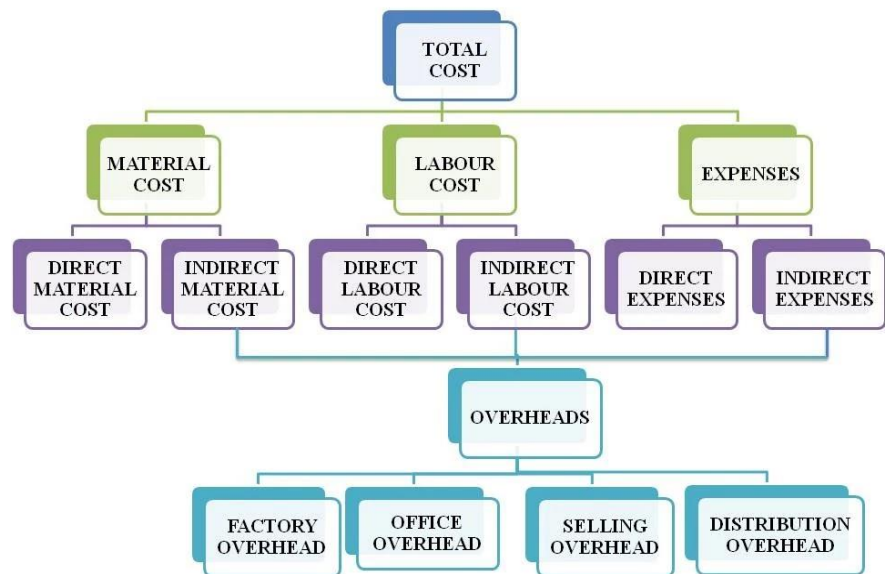 TOTAL
COST
MATERIAL
COST
LABOUR
COST
EXPENSES
DIRECT
MATERIAL
COST
INDIRECT
MATERIAL
COST
DIRECT
LABOUR
COST
INDIRECT
LABOUR
COST
DIRECT
EXPENSES
INDIRECT
EXPENSES
OVERHEADS
FACTORY
OVERHEAD
OFFICE
OVERHEAD
SELLING
OVERHEAD
DISTRIBUTION
OVERHEAD